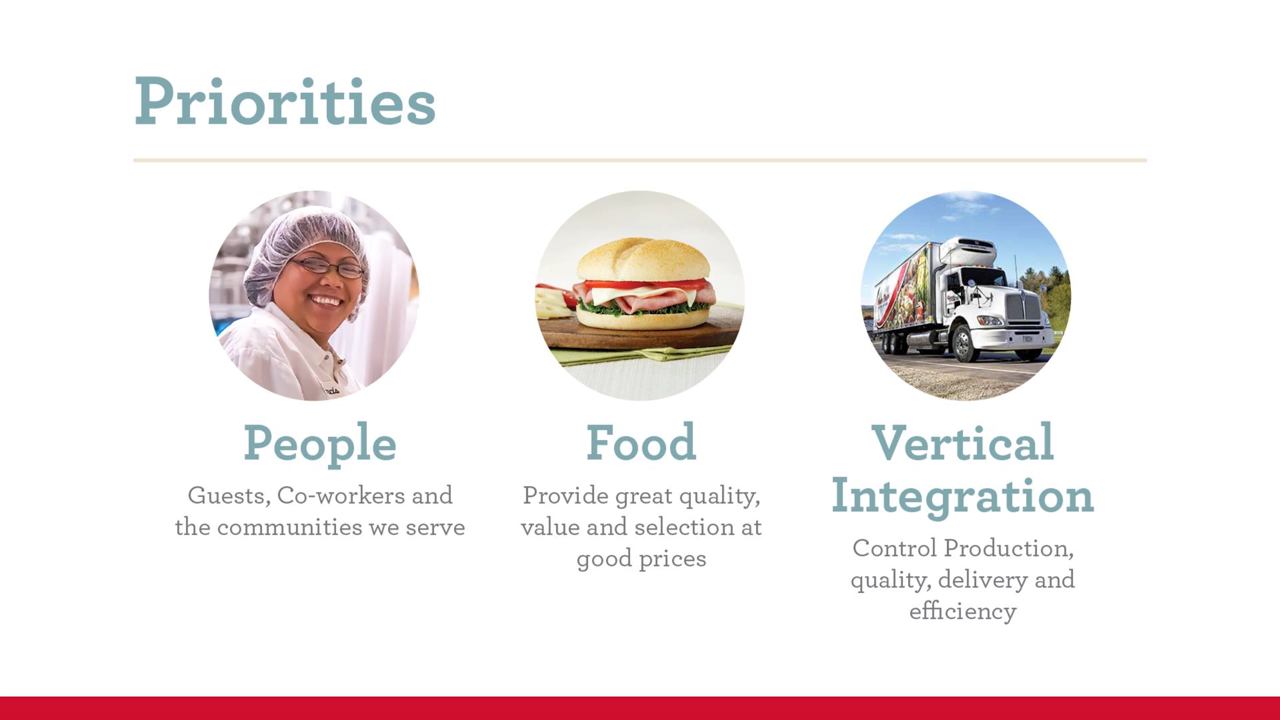 Priorities
People
Guests, Co-workers and
the communities we serve
Food
Provide great quality,
value and selection at
good prices
Vertical
Integration
Control Production,
quality, delivery and
efficiency